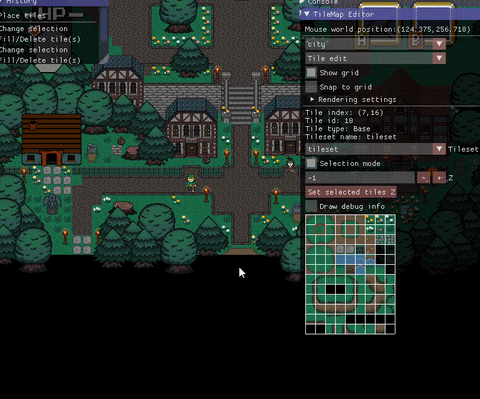 History
Place tiles
Change selection
Fill/Delete tile(s)
Change selection
Fill/Delete tile(s)
HP-
Console
TileMap Editor
Mouse world position:(124.375,256.718)
city
Tile edit
Show grid
Snap to grid
Rendering settings
Tile index: (7,16)
Tile id: 18
Tile type: Base
Tileset name: tileset
tileset
Tileset
Selection mode
-1
- + Z
Set selected tiles Z
Draw debug info